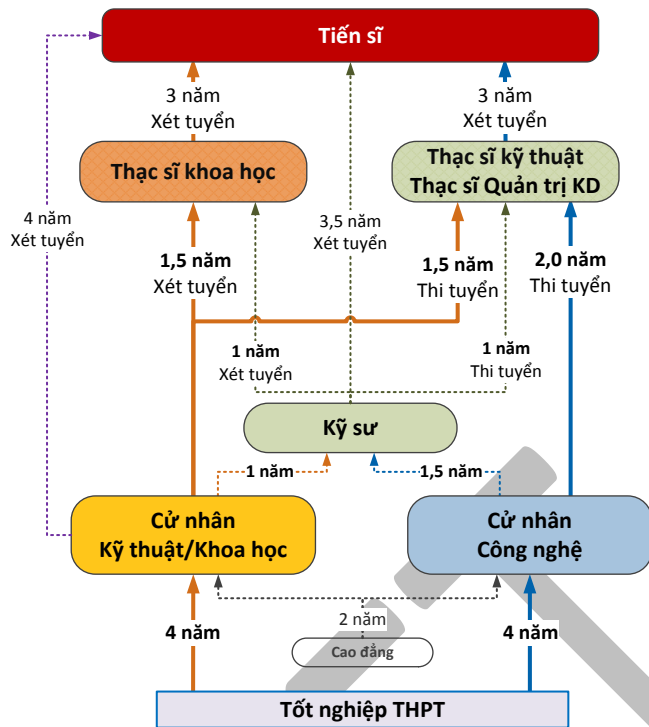 Tiến sĩ
3 năm
Xét tuyển
3 năm
Xét tuyển
Thạc sĩ khoa học
Thạc sĩ kỹ thuật
Thạc sĩ Quản trị KD
4 năm
Xét tuyển
3,5 năm
Xét tuyển
1,5 năm
Xét tuyển
1,5 năm
Thi tuyển
2,0 năm
Thi tuyển
1 năm
Xét tuyển
1 năm
Thi tuyển
Kỹ sư
1 năm
1,5 năm
Cử nhân
Kỹ thuật/Khoa học
Cử nhân
Công nghệ
4 năm
2 năm
4 năm
Cao đẳng
Tốt nghiệp THPT